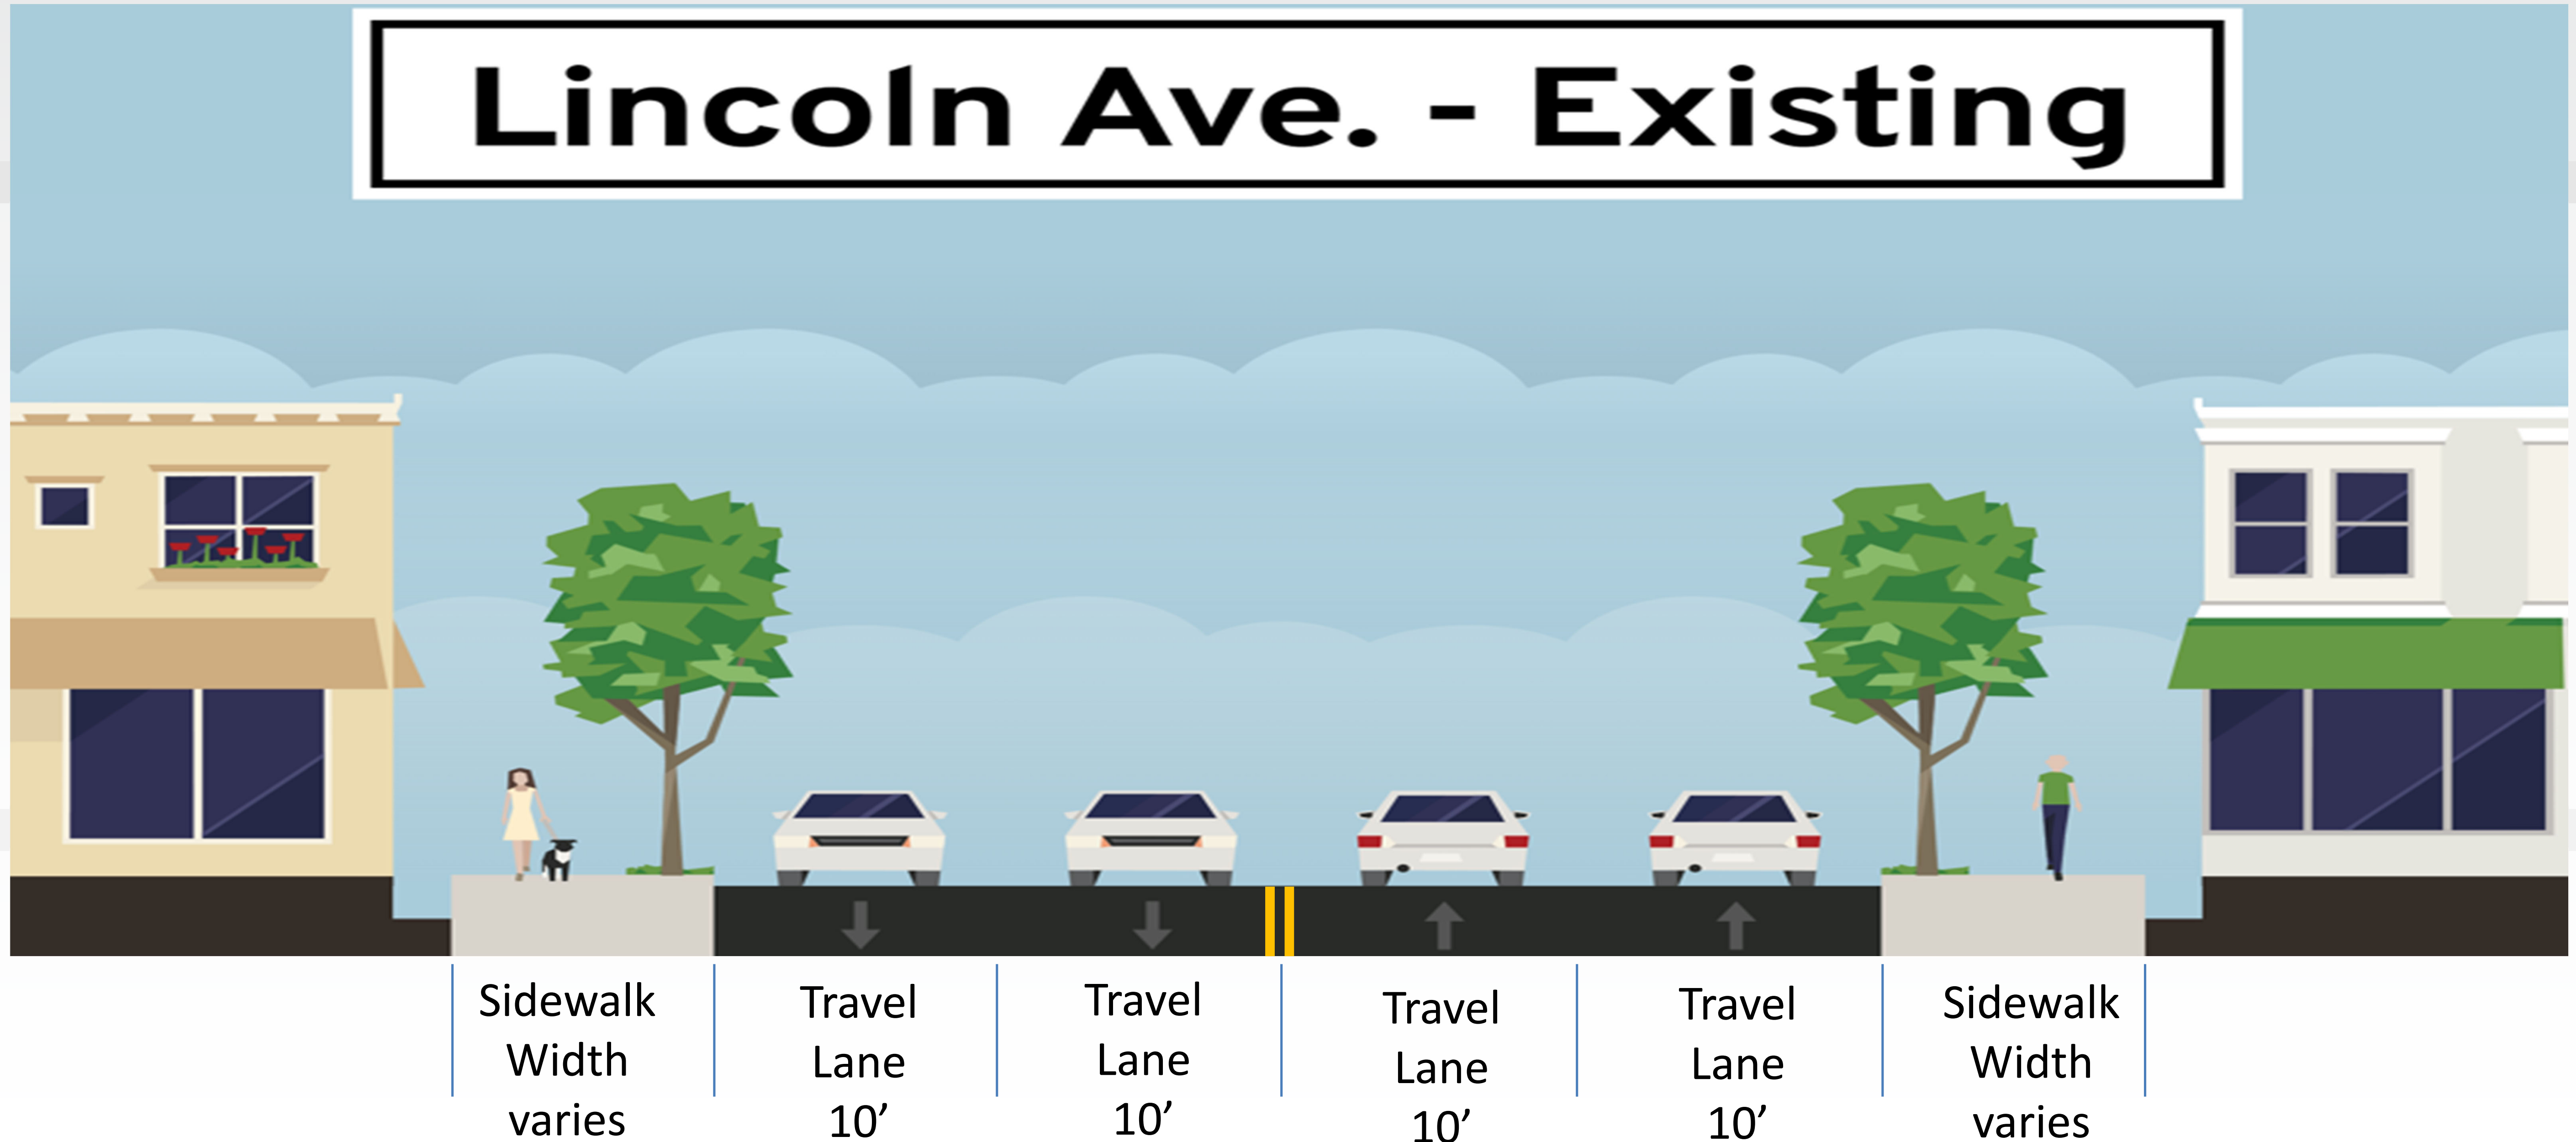 Lincoln Ave. - Existing
Sidewalk
Width
varies
Travel
Lane
10’
Travel
Lane
10’
Travel
Lane
10’
Travel
Lane
10’
Sidewalk
Width
varies